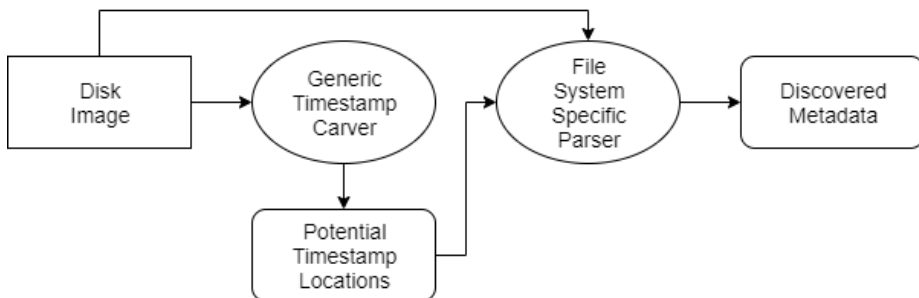 Disk
Image
Generic
Timestamp
Carver
File
System
Specific
Parser
Discovered
Metadata
Potential
Timestamp
Locations